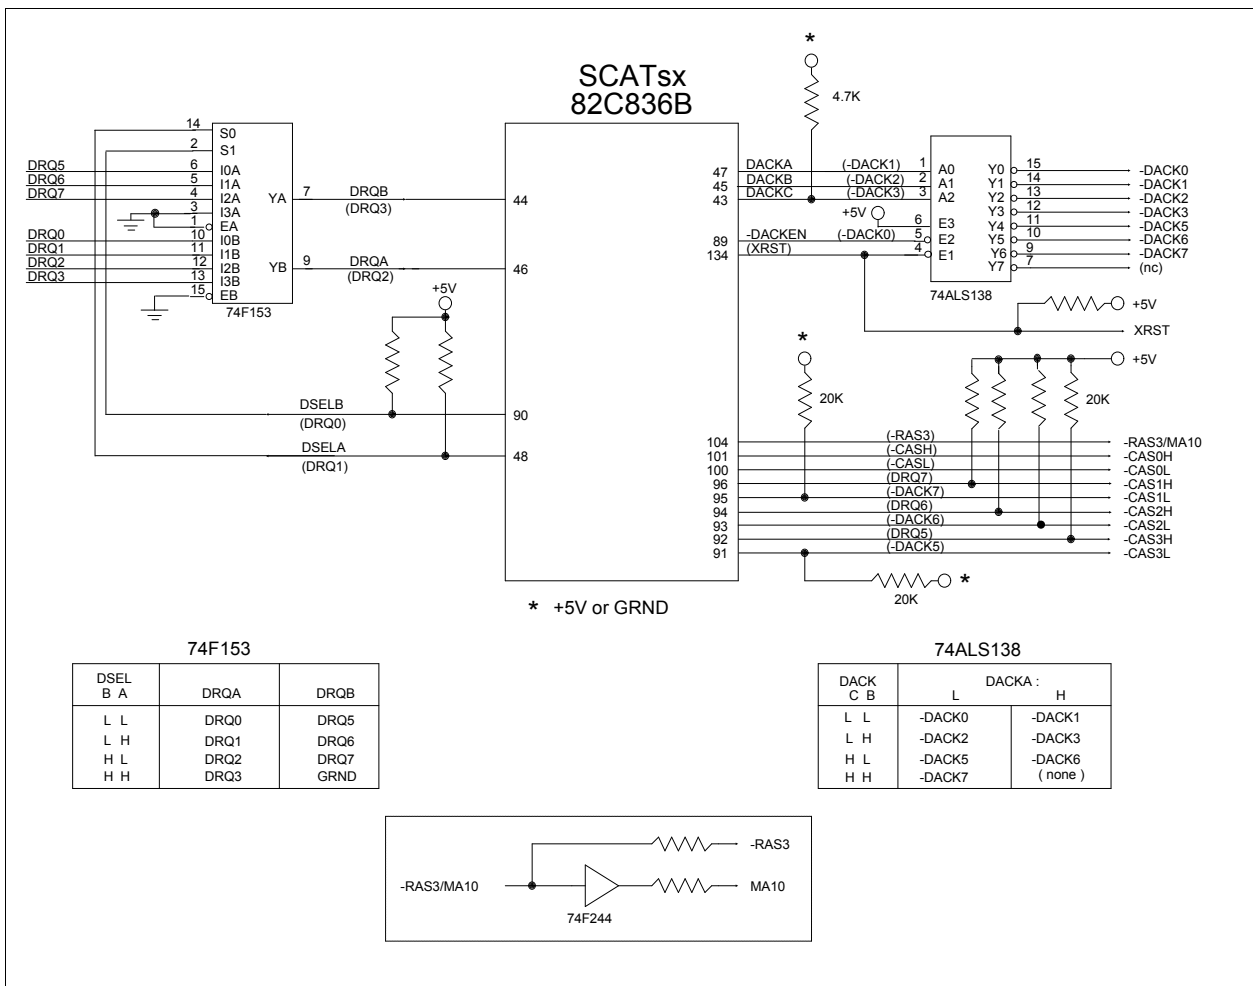 *
SCATsx
82C836B
4.7K
14 S0
2 S1
DRQ5 6 I0A
DRQ6 5 I1A
DRQ7 4 I2A
3 I3A
1 EA
DRQ0 10 I0B
DRQ1 11 I1B
DRQ2 12 I2B
DRQ3 13 I3B
15 EB
YA 7 DRQB 44
(DRQ3)
YB 9 DRQA 46
(DRQ2)
74F153
+5V
DSELB 90
(DRQ0)
DSELA 48
(DRQ1)
47 DACKA (-DACK1) 1 A0
45 DACKB (-DACK2) 2 A1
43 DACKC (-DACK3) 3 A2
+5V 6 E3
89 -DACKEN (-DACK0) 5 E2
134 (XRST) 4 E1
Y0 15 -DACK0
Y1 14 -DACK1
Y2 13 -DACK2
Y3 12 -DACK3
Y4 11 -DACK5
Y5 10 -DACK6
Y6 9 -DACK7
Y7 7 (nc)
74ALS138
+5V
XRST
*
+5V
20K
20K
104 (-RAS3) -RAS3/MA10
101 (-CASH) -CAS0H
100 (-CASL) -CAS0L
96 (DRQ7) -CAS1H
95 (-DACK7) -CAS1L
94 (DRQ6) -CAS2H
93 (-DACK6) -CAS2L
92 (DRQ5) -CAS3H
91 (-DACK5) -CAS3L
*
20K
* +5V or GRND
74F153
DSEL
B A DRQA DRQB
L L DRQ0 DRQ5
L H DRQ1 DRQ6
H L DRQ2 DRQ7
H H DRQ3 GRND
74ALS138
DACK DACKA :
C B L H
L L -DACK0 -DACK1
L H -DACK2 -DACK3
H L -DACK5 -DACK6
H H -DACK7 ( none )
-RAS3
-RAS3/MA10 MA10
74F244